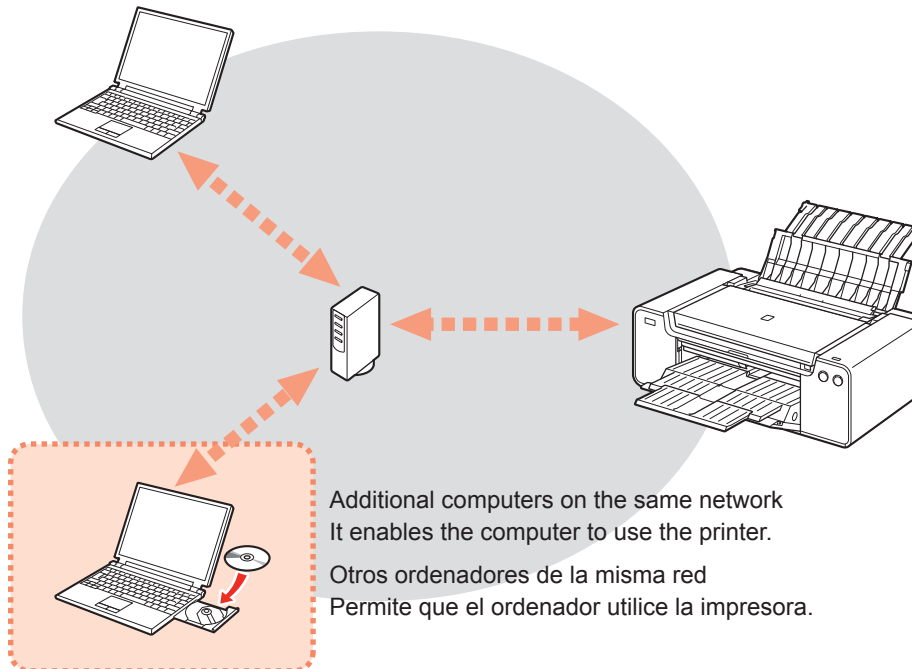 Additional computers on the same network
It enables the computer to use the printer.
Otros ordenadores de la misma red
Permite que el ordenador utilice la impresora.